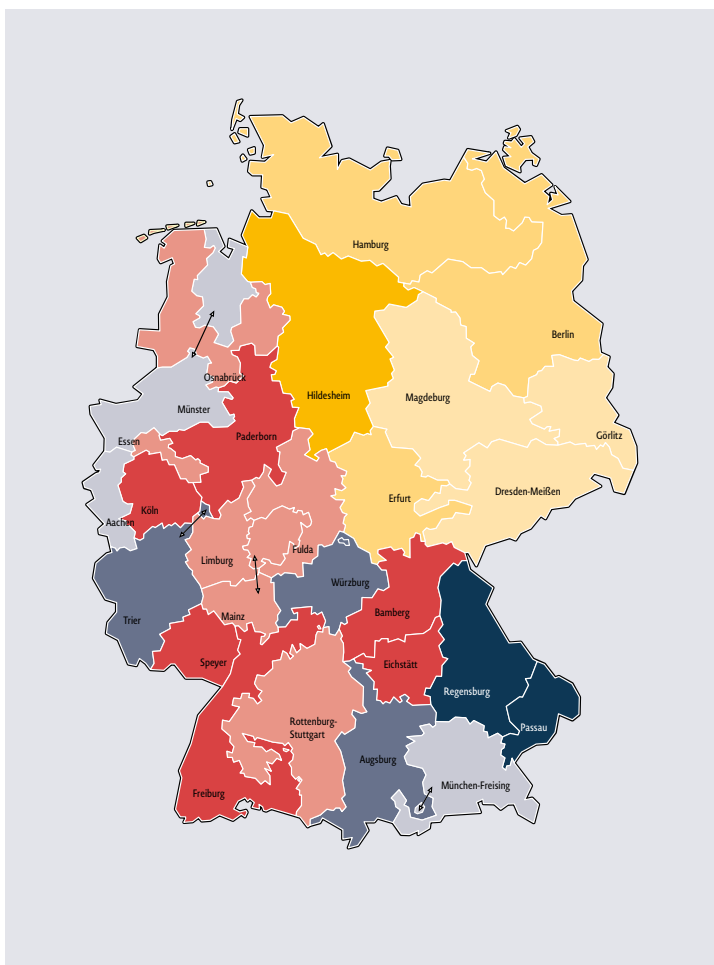 Hamburg
Berlin
Osnabrück
Hildesheim
Magdeburg
Münster
Görlitz
Paderborn
Essen
Dresden-Meißen
Erfurt
Köln
Aachen
Fulda
Limburg
Würzburg
Bamberg
Mainz
Trier
Speyer
Eichstätt
Regensburg
Rottenburg-
Stuttgart
Passau
Augsburg
München-Freising
Freiburg